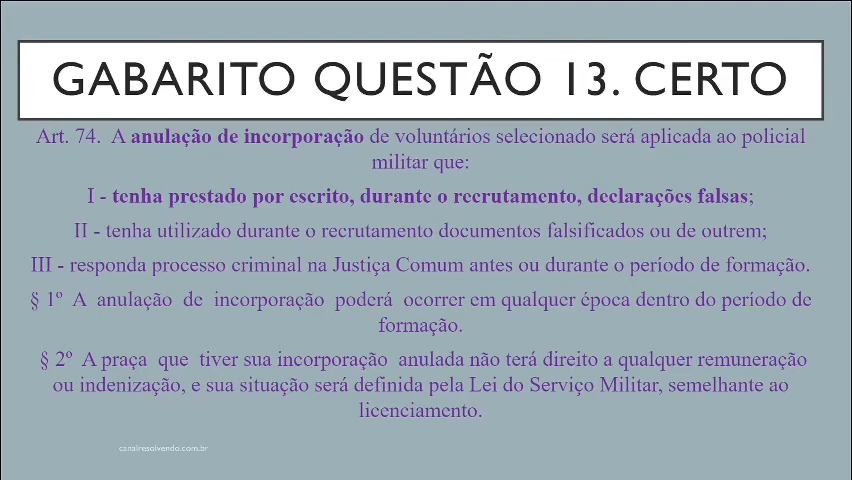 GABARITO QUESTÃO 13. CERTO
Art. 74. A anulação de incorporação de voluntários selecionado será aplicada ao policial
militar que:
I - tenha prestado por escrito, durante o recrutamento, declarações falsas;
II - tenha utilizado durante o recrutamento documentos falsificados ou de outrem;
III - responda processo criminal na Justiça Comum antes ou durante o período de formação.
§ 1º A anulação de incorporação poderá ocorrer em qualquer época dentro do período de
formação.
§ 2º A praça que tiver sua incorporação anulada não terá direito a qualquer remuneração
ou indenização, e sua situação será definida pela Lei do Serviço Militar, semelhante ao
licenciamento.
canalresolvendo.com.br